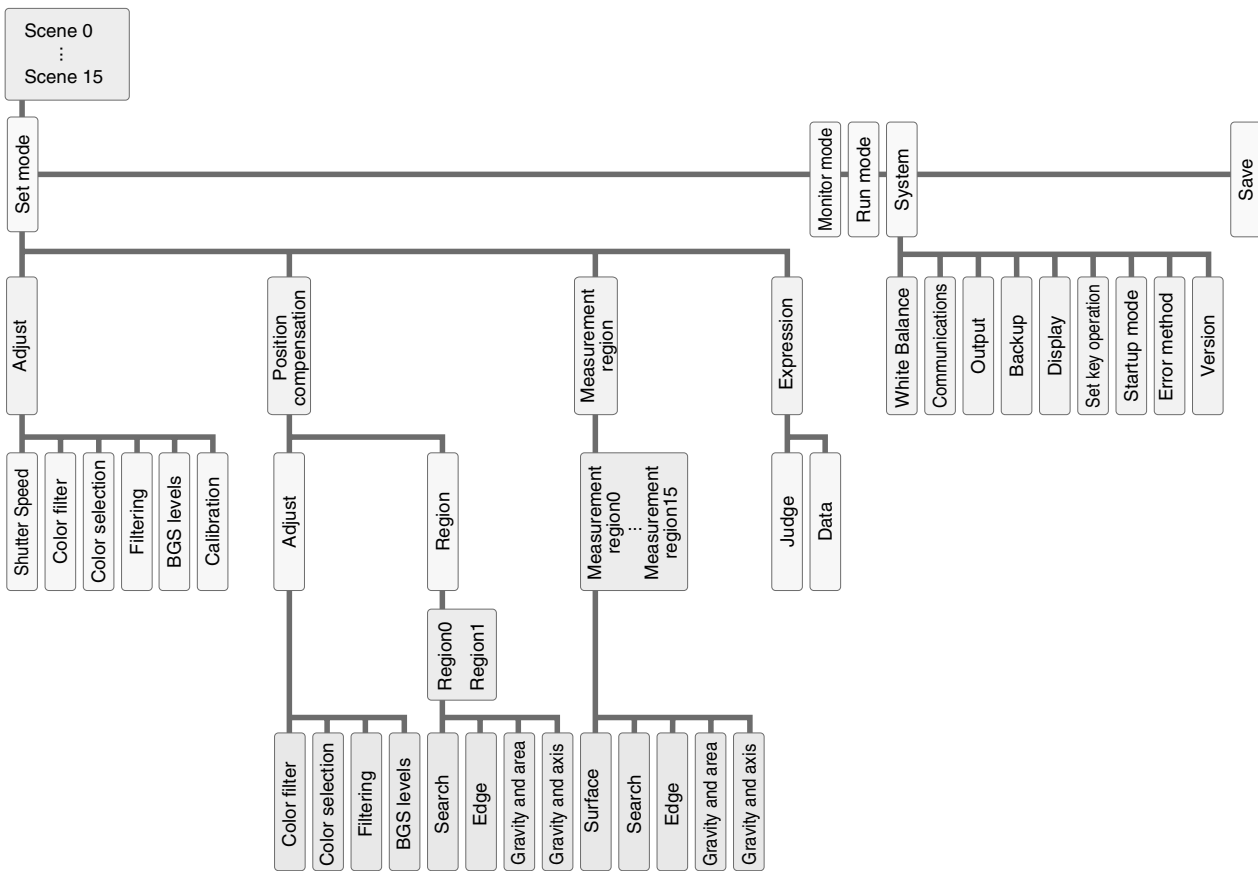 Scene 0
⋮
Scene 15
Set mode
Monitor mode
Run mode
System
Save
Adjust
Position
compensation
Measurement
region
Expression
White Balance
Communications
Output
Backup
Display
Set key operation
Startup mode
Error method
Version
Shutter Speed
Color filter
Color selection
Filtering
BGS levels
Calibration
Adjust
Region
Measurement
region0
⋮
Measurement
region15
Judge
Data
Region0
Region1
Color filter
Color selection
Filtering
BGS levels
Search
Edge
Gravity and area
Gravity and axis
Surface
Search
Edge
Gravity and area
Gravity and axis